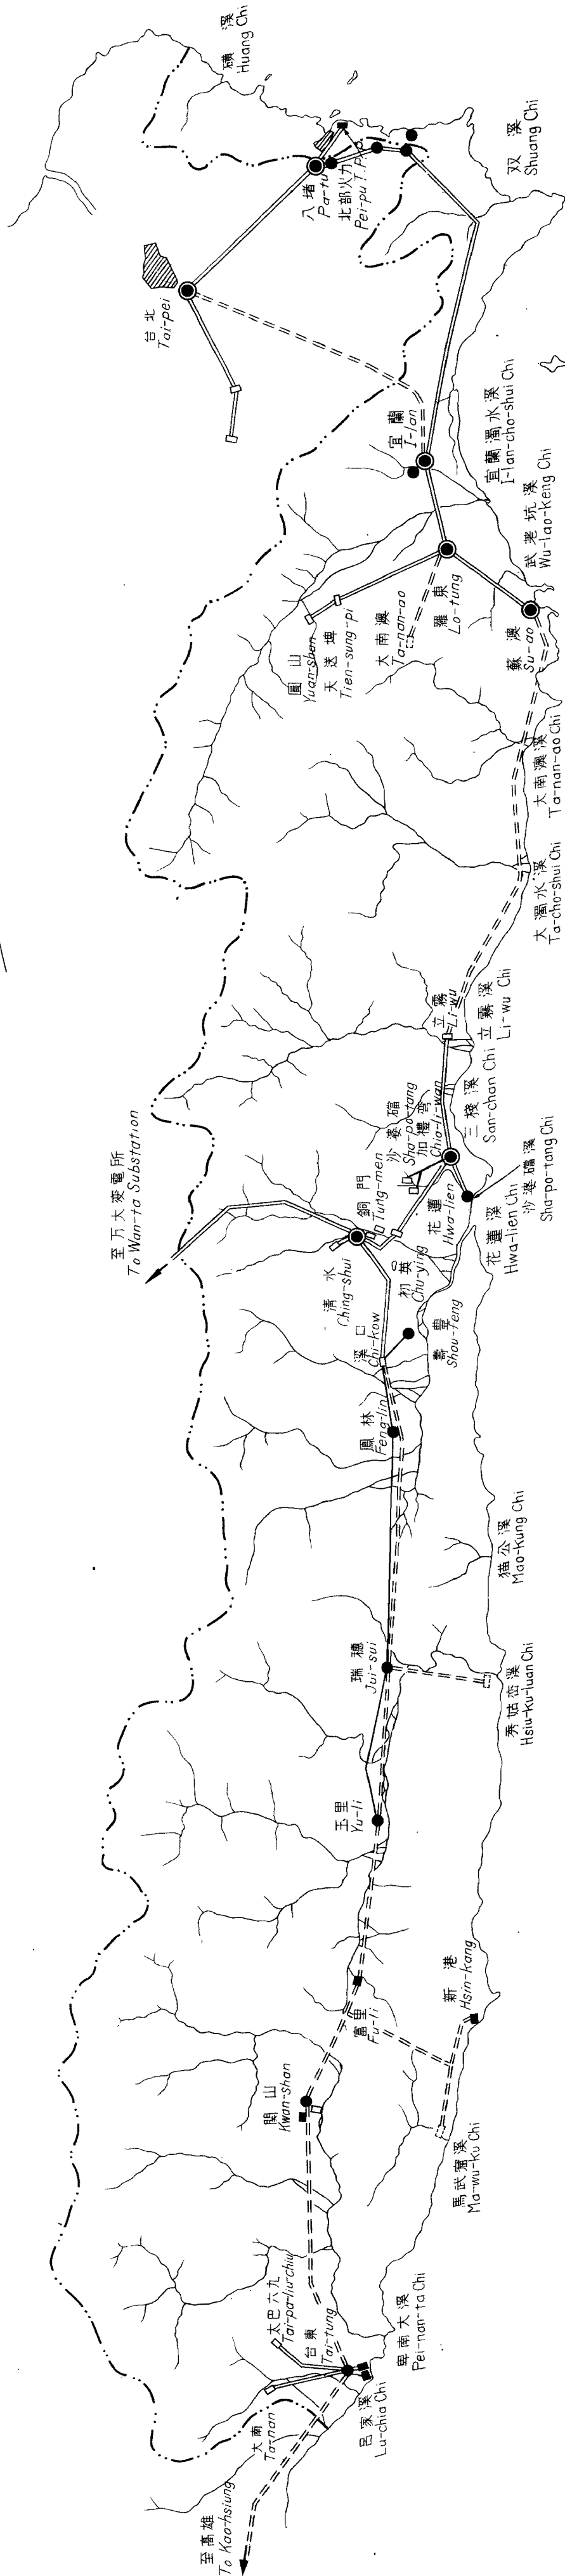 磺溪
Huang Chi
双溪
Shuang Chi
八堵
Pa-tu
北部火力
Pei-pu T.P.P.
台北
Tai-pei
宜蘭
I-lan
宜蘭濁水溪
I-lan-cho-shui Chi
武荖坑溪
Wu-lao-keng Chi
羅東
Lo-tung
蘇澳
Su-ao
圓山
Yuan-shan
天送埤
Tien-sung-pi
大南澳
Ta-nan-ao
大南澳溪
Ta-nan-ao Chi
大濁水溪
Ta-cho-shui Chi
立霧
Li-wu
立霧溪
Li-wu Chi
三棧溪
San-chan Chi
沙婆礑
Sha-po-tang
加禮彎
Chia-li-wan
沙婆礑溪
Sha-po-tang Chi
花蓮
Hwa-lien
花蓮溪
Hwa-lien Chi
銅門
Tung-men
初英
Chu-ying
至万大変電所
To Wan-ta Substation
清水
Ching-shui
溪口
Chi-kow
壽豊
Shou-feng
鳳林
Feng-lin
猫公溪
Mao-kung Chi
瑞穗
Jui-sui
秀姑峦溪
Hsiu-ku-luan Chi
玉里
Yu-li
富里
Fu-li
新港
Hsin-kang
関山
Kwan-shan
馬武窟溪
Ma-wu-ku Chi
太巴六九
Tai-pa-liu-chiu
台東
Tai-tung
卑南大溪
Pei-nan-ta Chi
呂家溪
Lu-chia Chi
大南
Ta-nan
至高雄
To Kao-hsiung